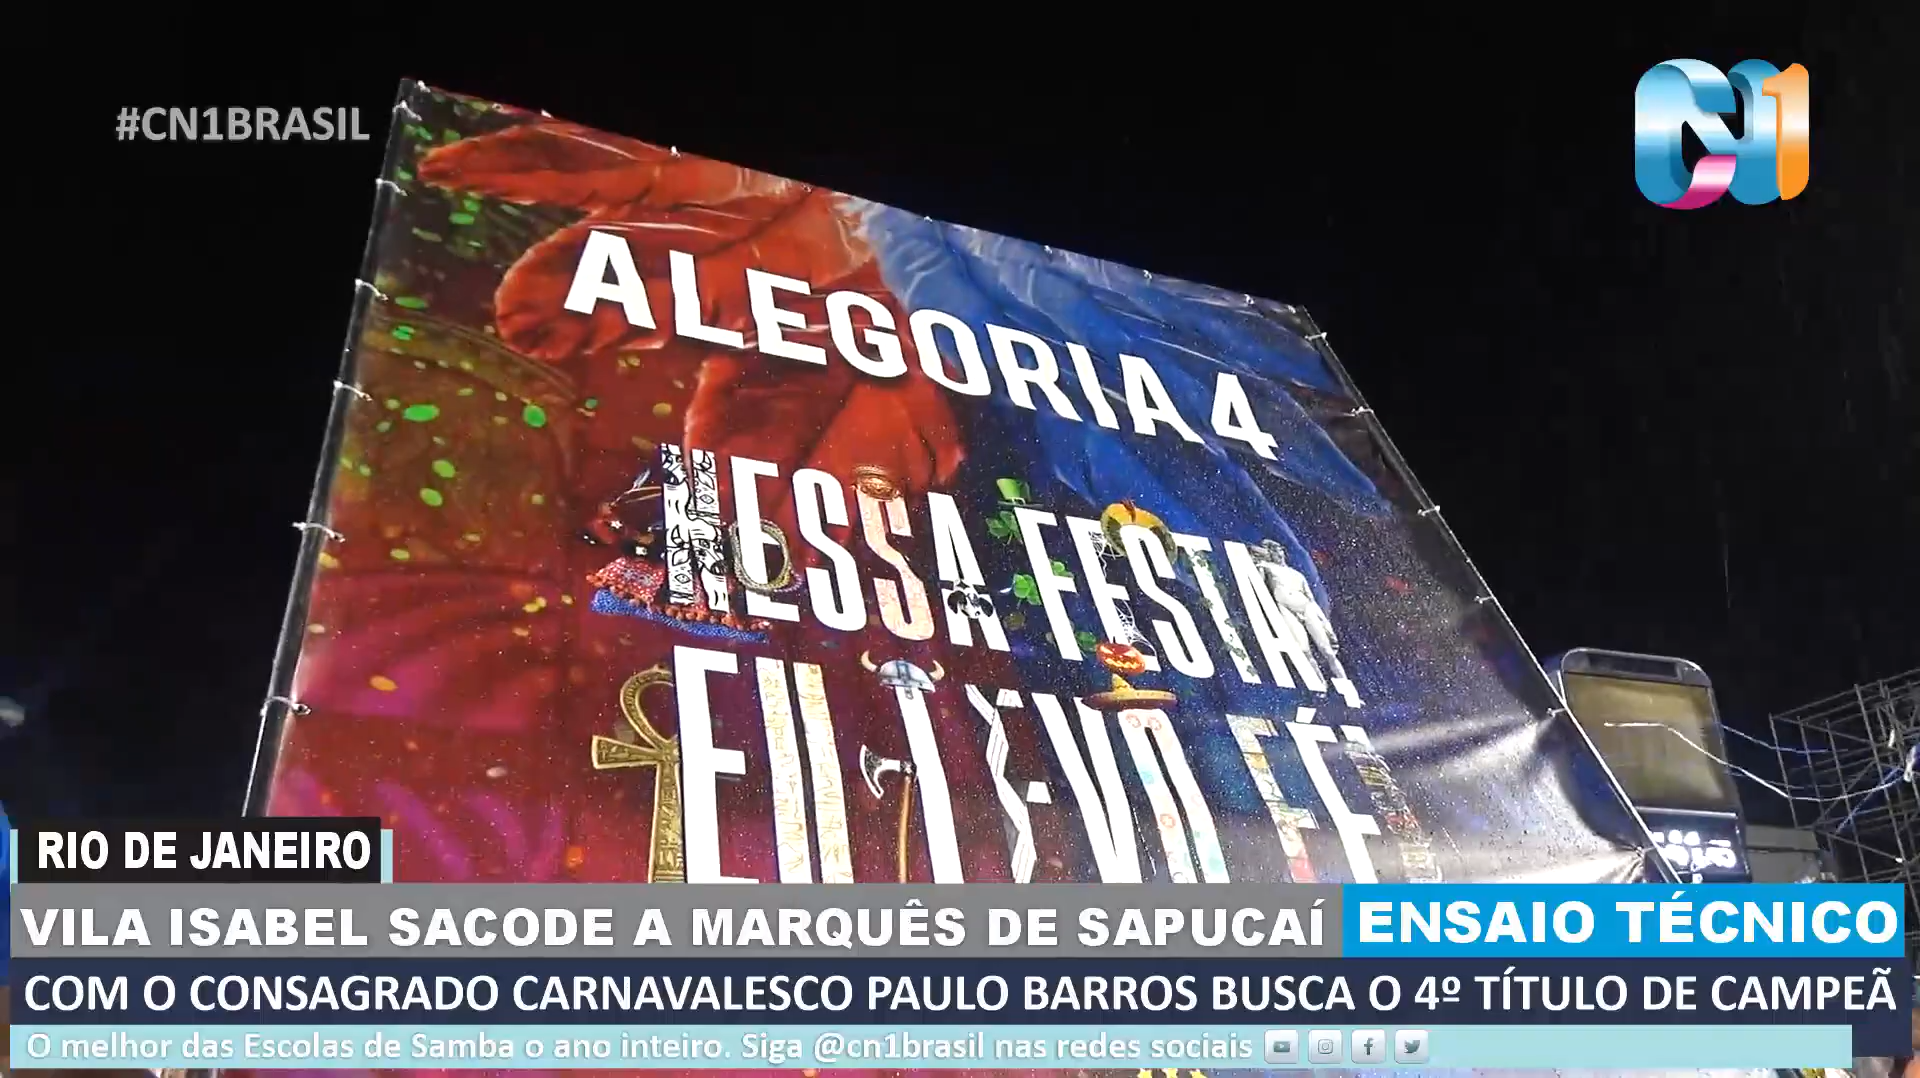 #CN1BRASIL
CN1
ALEGORIA 4
NESSA FESTA,
EU LEVO FÉ!
RIO DE JANEIRO
VILA ISABEL SACODE A MARQUÊS DE SAPUCAÍ
ENSAIO TÉCNICO
COM O CONSAGRADO CARNAVALESCO PAULO BARROS BUSCA O 4º TÍTULO DE CAMPEÃ
O melhor das Escolas de Samba o ano inteiro. Siga @cn1brasil nas redes sociais